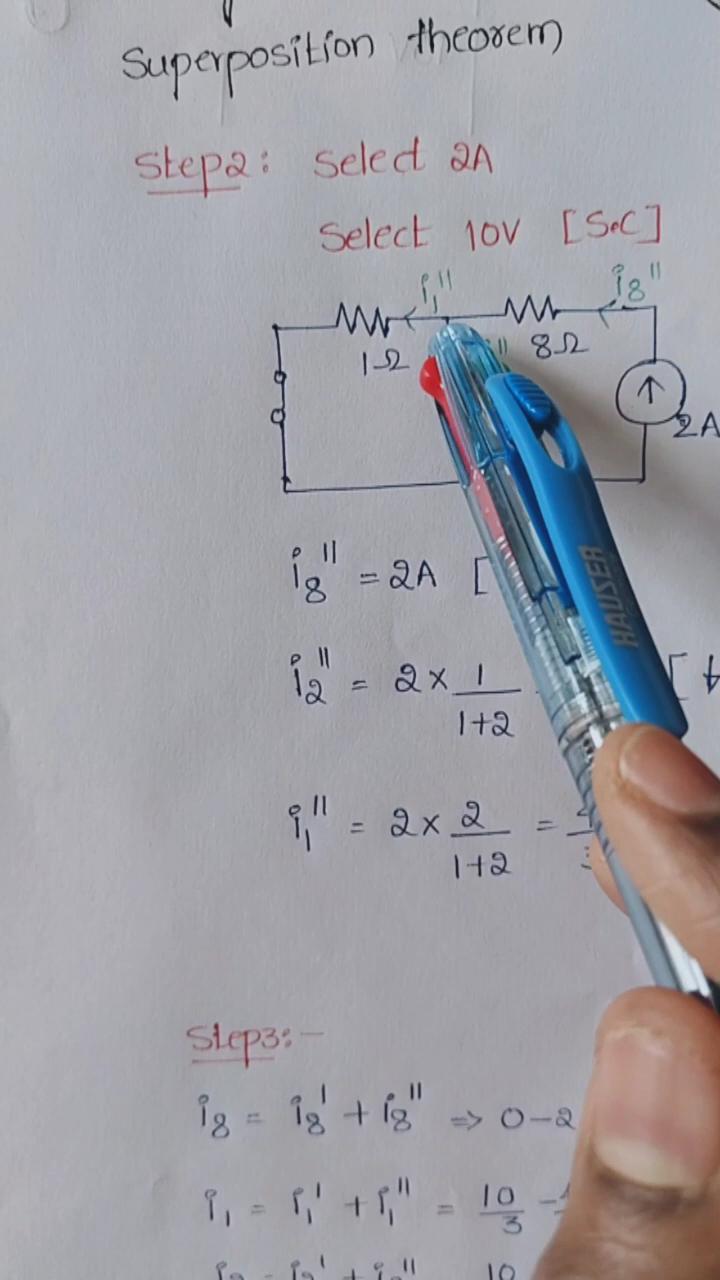 Superposition theorem
Step2: Select 2A
Select 10V [S.C]
i₁'' i₈''
1Ω 8Ω
2A
HAUSER
i₈'' = 2A [
i₂'' = 2 × 1/(1+2) [
i₁'' = 2 × 2/(1+2) =
Step3:-
i₈ = i₈' + i₈'' ⇒ 0-2
i₁ = i₁' + i₁'' = 10/3 -